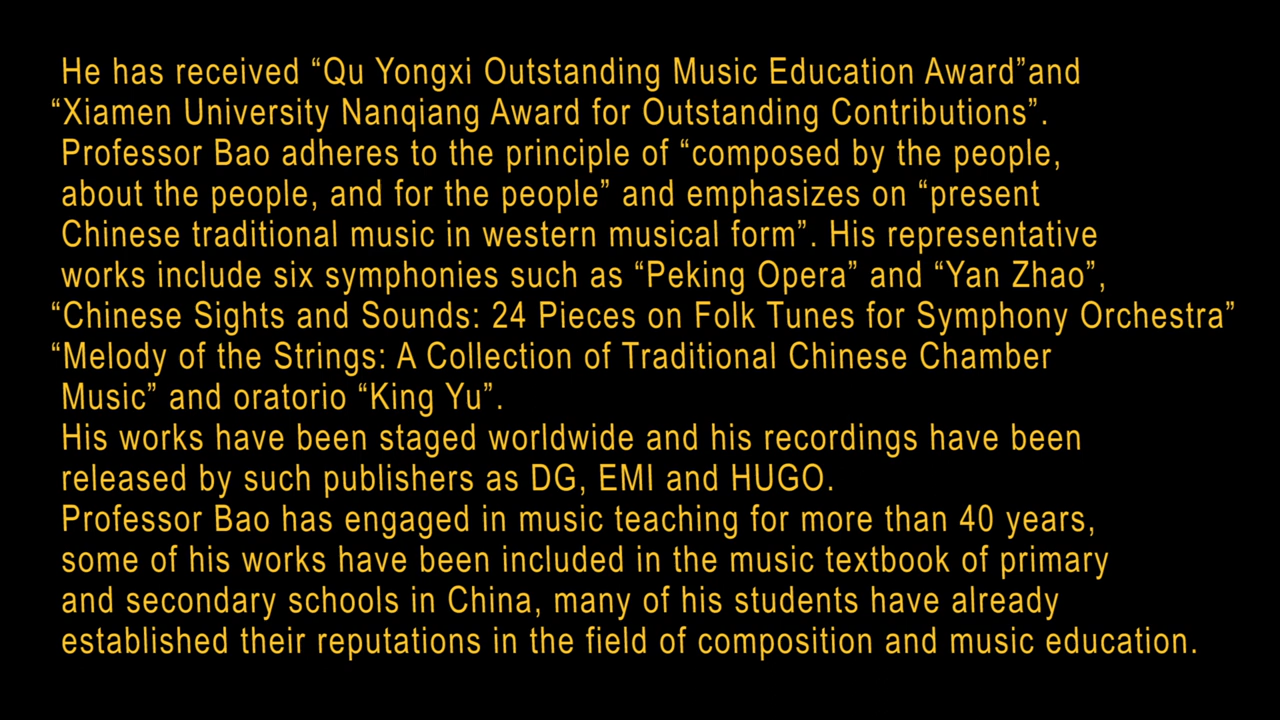 He has received “Qu Yongxi Outstanding Music Education Award”and
“Xiamen University Nanqiang Award for Outstanding Contributions”.
Professor Bao adheres to the principle of “composed by the people,
about the people, and for the people” and emphasizes on “present
Chinese traditional music in western musical form”. His representative
works include six symphonies such as “Peking Opera” and “Yan Zhao”,
“Chinese Sights and Sounds: 24 Pieces on Folk Tunes for Symphony Orchestra”
“Melody of the Strings: A Collection of Traditional Chinese Chamber
Music” and oratorio “King Yu”.
His works have been staged worldwide and his recordings have been
released by such publishers as DG, EMI and HUGO.
Professor Bao has engaged in music teaching for more than 40 years,
some of his works have been included in the music textbook of primary
and secondary schools in China, many of his students have already
established their reputations in the field of composition and music education.